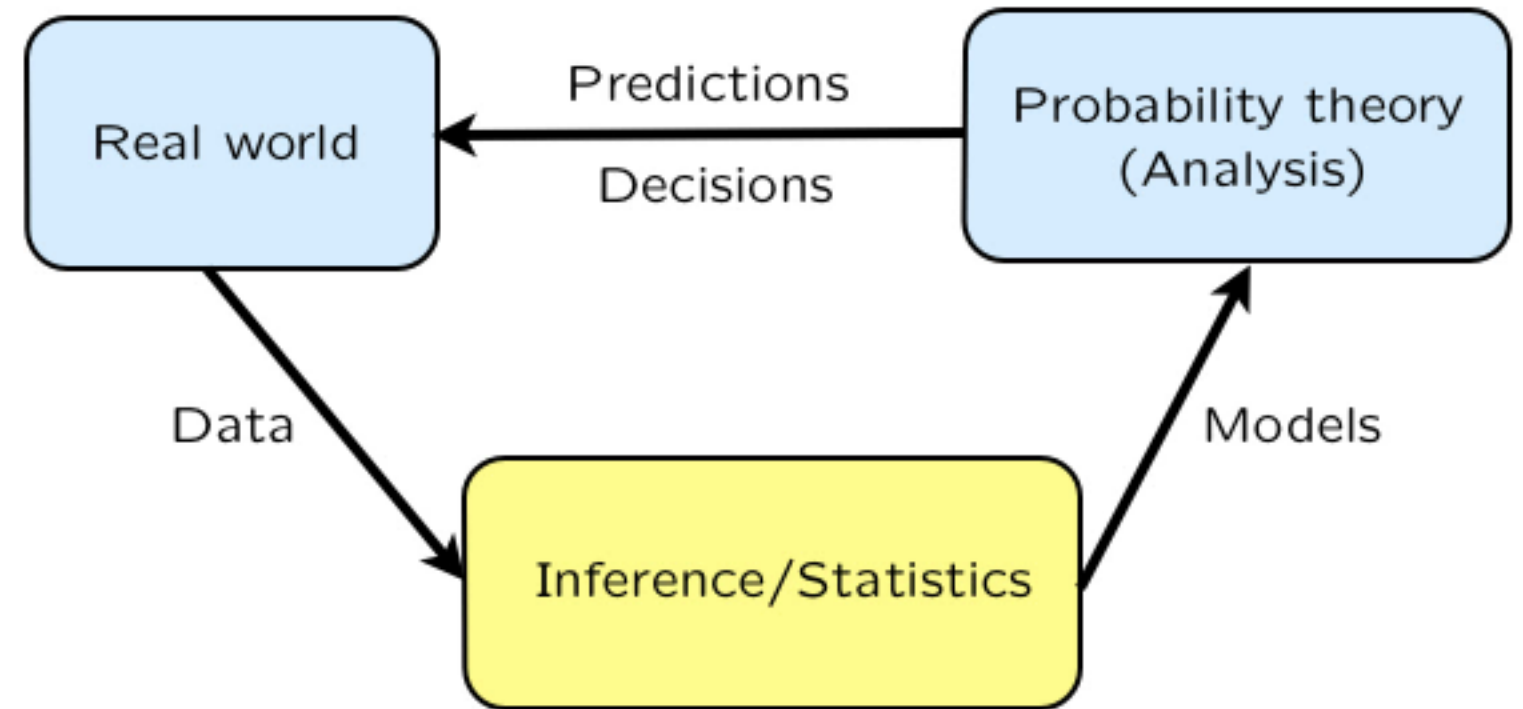 Real world
Predictions
Decisions
Probability theory
(Analysis)
Data
Models
Inference/Statistics